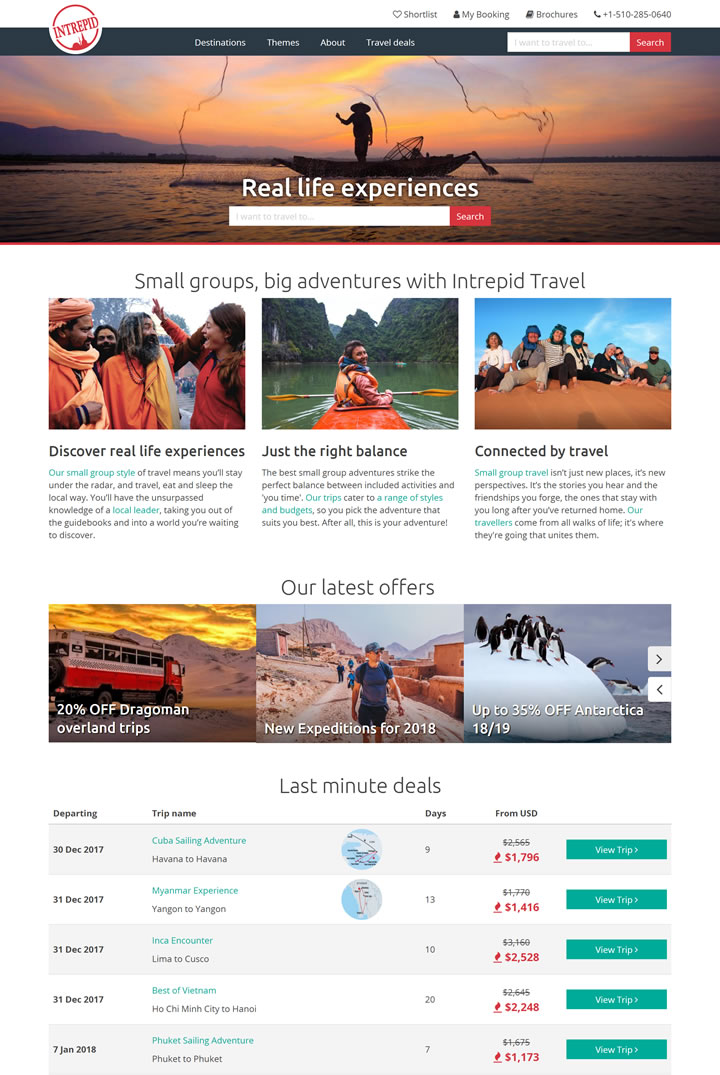 INTREPID
Shortlist My Booking Brochures +1-510-285-0640
Destinations Themes About Travel deals I want to travel to... Search
Real life experiences
I want to travel to... Search
Small groups, big adventures with Intrepid Travel
Discover real life experiences
Our small group style of travel means you'll stay
under the radar, and travel, eat and sleep the
local way. You'll have the unsurpassed
knowledge of a local leader, taking you out of
the guidebooks and into a world you're waiting
to discover.
Just the right balance
The best small group adventures strike the
perfect balance between included activities and
'you time'. Our trips cater to a range of styles
and budgets, so you pick the adventure that
suits you best. After all, this is your adventure!
Connected by travel
Small group travel isn't just new places, it's new
perspectives. It's the stories you hear and the
friendships you forge, the ones that stay with
you long after you've returned home. Our
travellers come from all walks of life; it's where
they're going that unites them.
Our latest offers
20% OFF Dragoman
overland trips
New Expeditions for 2018
Up to 35% OFF Antarctica
18/19
Last minute deals
Departing Trip name Days From USD
30 Dec 2017 Cuba Sailing Adventure
Havana to Havana 9 $2,565
$1,796 View Trip
31 Dec 2017 Myanmar Experience
Yangon to Yangon 13 $1,770
$1,416 View Trip
31 Dec 2017 Inca Encounter
Lima to Cusco 10 $3,160
$2,528 View Trip
31 Dec 2017 Best of Vietnam
Ho Chi Minh City to Hanoi 20 $2,645
$2,248 View Trip
7 Jan 2018 Phuket Sailing Adventure
Phuket to Phuket 7 $1,675
$1,173 View Trip